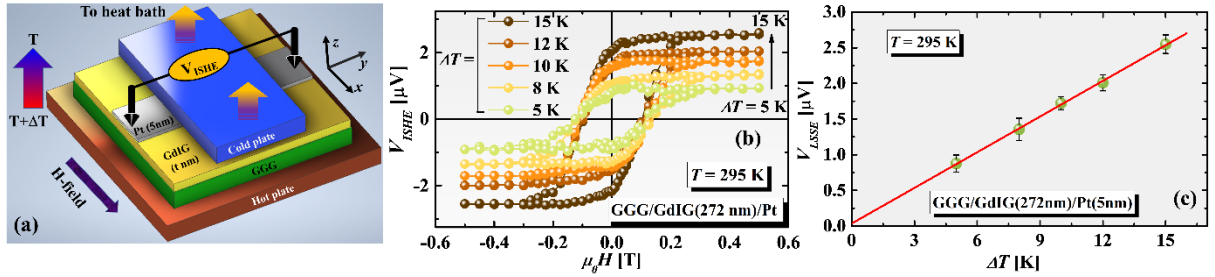 (a)
To heat bath
T
T+ΔT
V_ISHE
z
y
x
Pt (5nm)
Cold plate
GdIG
(t nm)
GGG
Hot plate
H-field
V_ISHE [μV]
2
0
-2
-0.6
-0.4
-0.2
0.0
0.2
0.4
0.6
μ₀H [T]
ΔT =
15 K
12 K
10 K
8 K
5 K
15 K
ΔT = 5 K
(b)
T = 295 K
GGG/GdIG(272 nm)/Pt
V_LSSE [μV]
3.0
2.5
2.0
1.5
1.0
0.5
0.0
0
3
6
9
12
15
ΔT [K]
T = 295 K
GGG/GdIG(272nm)/Pt(5nm)
(c)